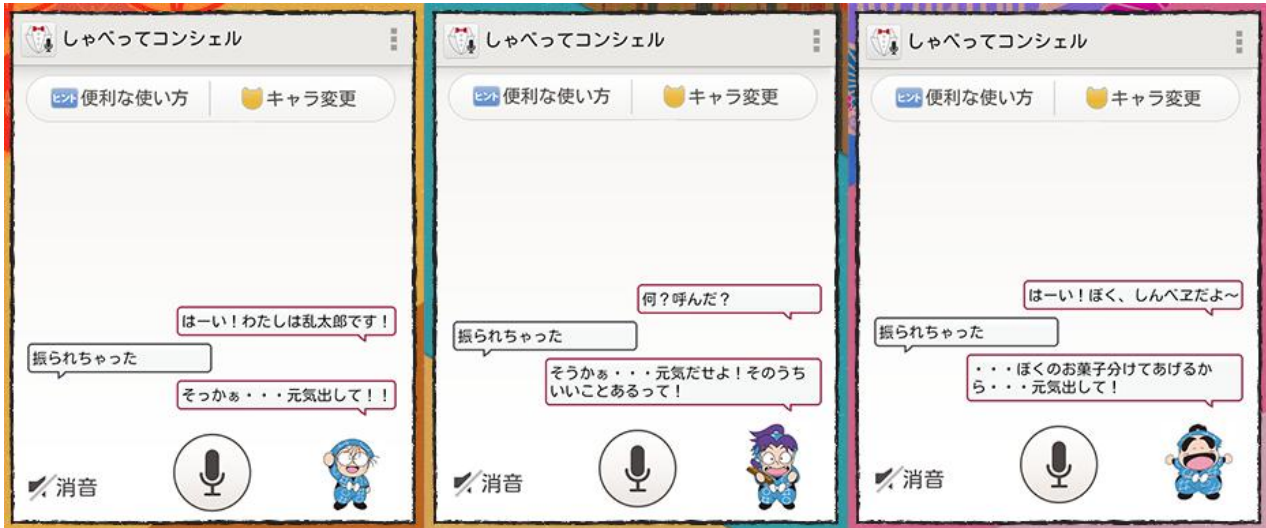 しゃべってコンシェル
ヒント 便利な使い方
キャラ変更
はーい！わたしは乱太郎です！
振られちゃった
そっかぁ・・・元気出して！！
消音
しゃべってコンシェル
ヒント 便利な使い方
キャラ変更
何？呼んだ？
振られちゃった
そうかぁ・・・元気だせよ！そのうち
いいことあるって！
消音
しゃべってコンシェル
ヒント 便利な使い方
キャラ変更
はーい！ぼく、しんべヱだよ～
振られちゃった
・・・ぼくのお菓子分けてあげるか
ら・・・元気出して！
消音